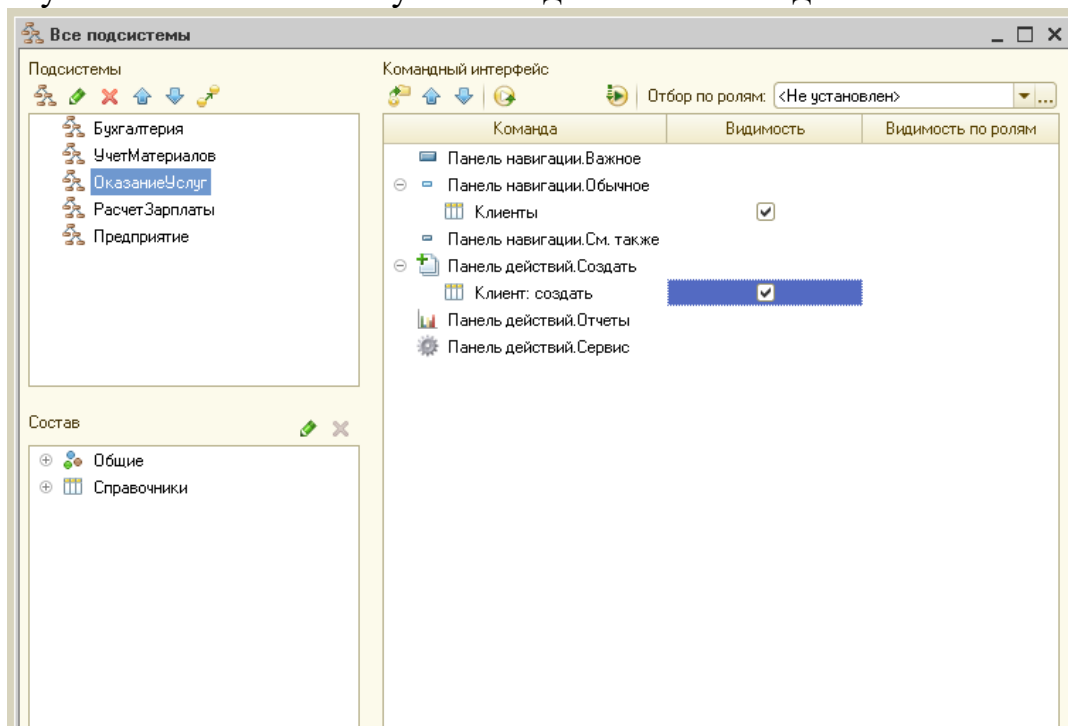 Все подсистемы
Подсистемы
Бухгалтерия
УчетМатериалов
ОказаниеУслуг
РасчетЗарплаты
Предприятие
Состав
Общие
Справочники
Командный интерфейс
Отбор по ролям: <Не установлен>
Команда Видимость Видимость по ролям
Панель навигации.Важное
Панель навигации.Обычное
Клиенты
Панель навигации.См. также
Панель действий.Создать
Клиент: создать
Панель действий.Отчеты
Панель действий.Сервис